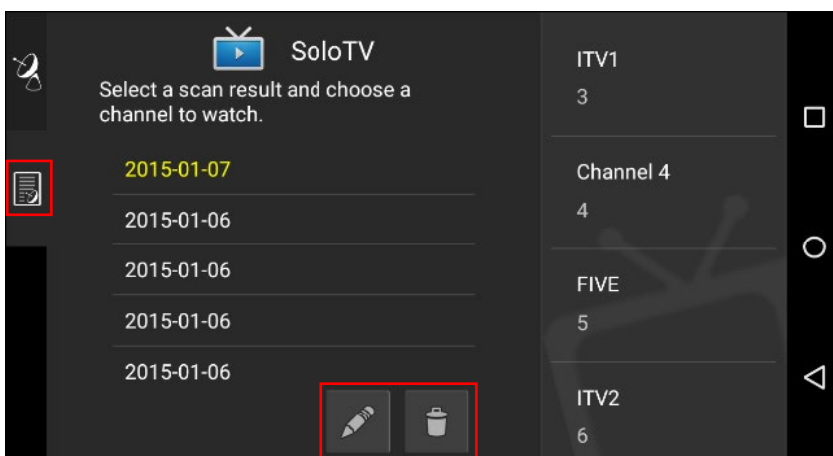 SoloTV
Select a scan result and choose a
channel to watch.
2015-01-07
2015-01-06
2015-01-06
2015-01-06
2015-01-06
ITV1
3
Channel 4
4
FIVE
5
ITV2
6